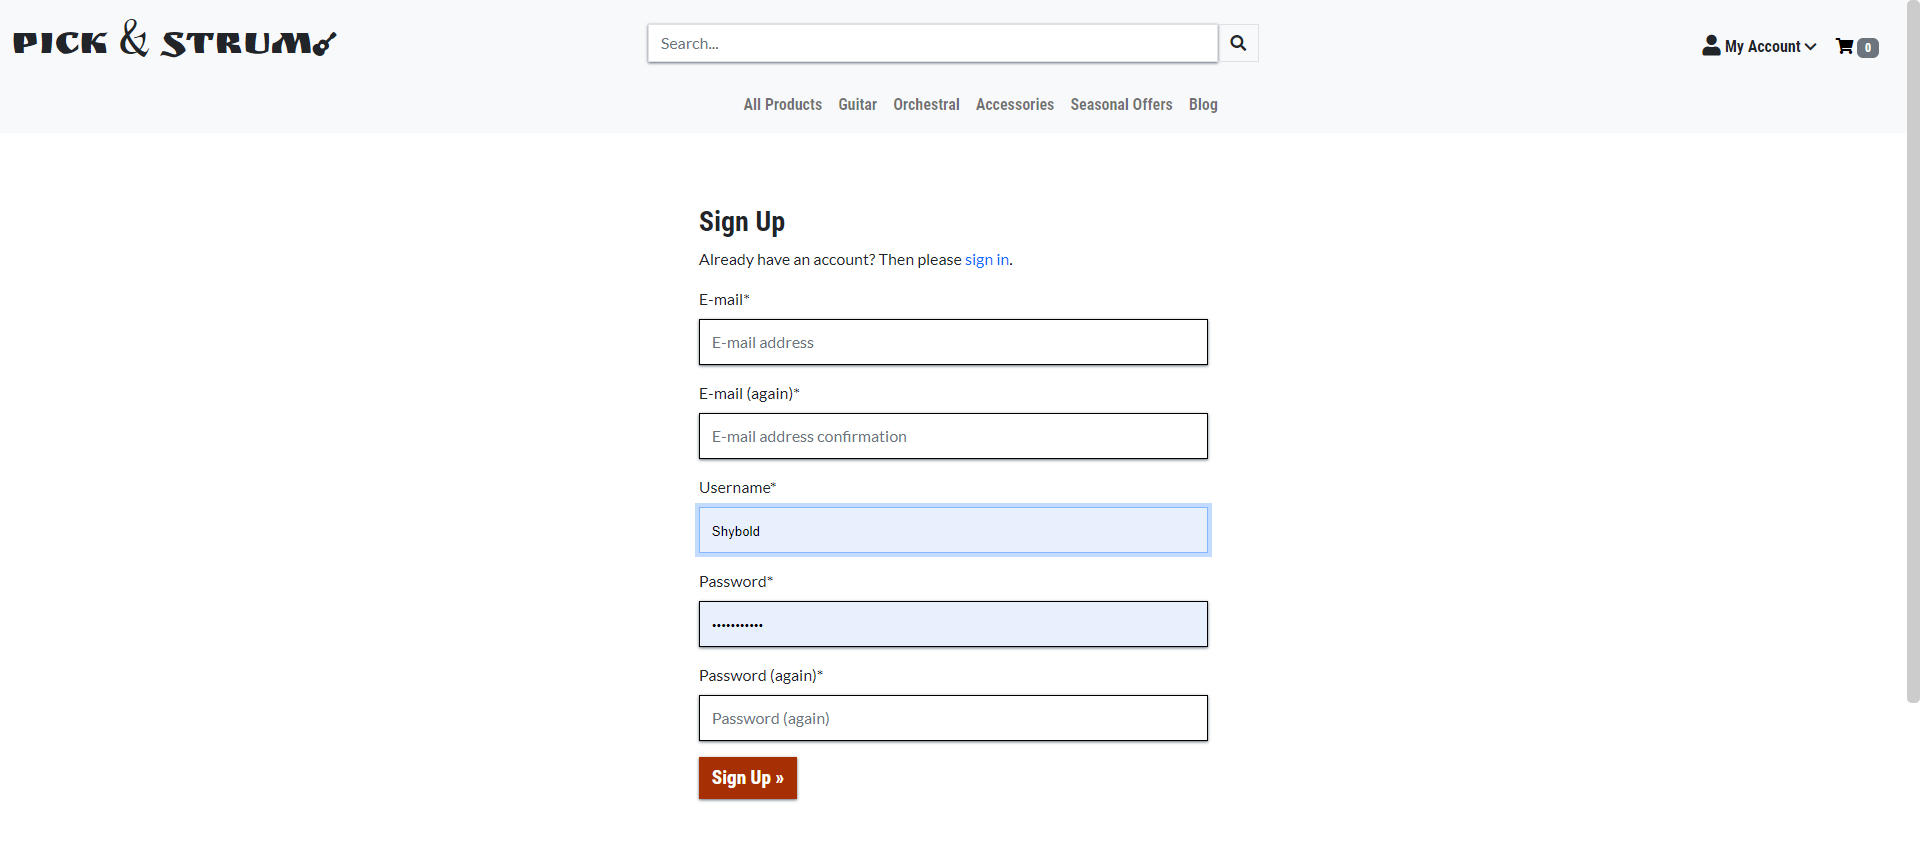 PICK & STRUM
Search...
My Account
0
All Products Guitar Orchestral Accessories Seasonal Offers Blog
Sign Up
Already have an account? Then please sign in.
E-mail*
E-mail address
E-mail (again)*
E-mail address confirmation
Username*
Shybold
Password*
•••••••••••
Password (again)*
Password (again)
Sign Up »